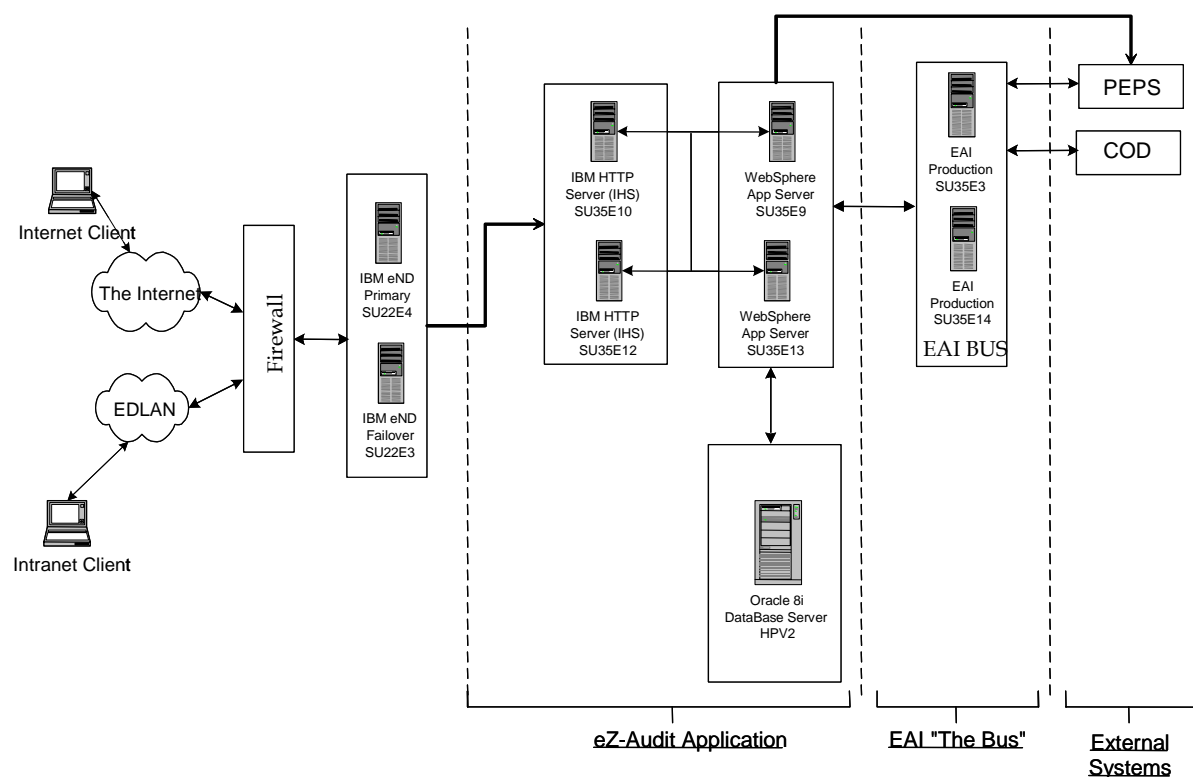 Internet Client
The Internet
EDLAN
Intranet Client
Firewall
IBM eND
Primary
SU22E4
IBM eND
Failover
SU22E3
IBM HTTP
Server (IHS)
SU35E10
IBM HTTP
Server (IHS)
SU35E12
WebSphere
App Server
SU35E9
WebSphere
App Server
SU35E13
Oracle 8i
DataBase Server
HPV2
EAI
Production
SU35E3
EAI
Production
SU35E14
EAI BUS
PEPS
COD
eZ-Audit Application
EAI "The Bus"
External
Systems